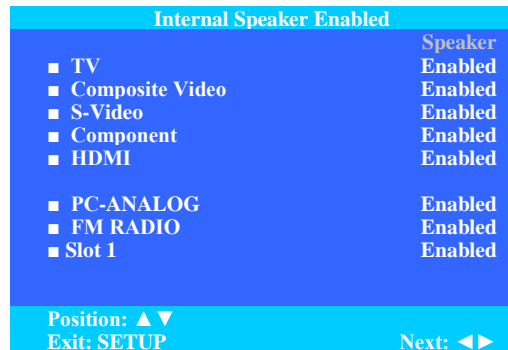 Internal Speaker Enabled
Speaker
■ TV Enabled
■ Composite Video Enabled
■ S-Video Enabled
■ Component Enabled
■ HDMI Enabled
■ PC-ANALOG Enabled
■ FM RADIO Enabled
■ Slot 1 Enabled
Position: ▲▼
Exit: SETUP Next: ◄►